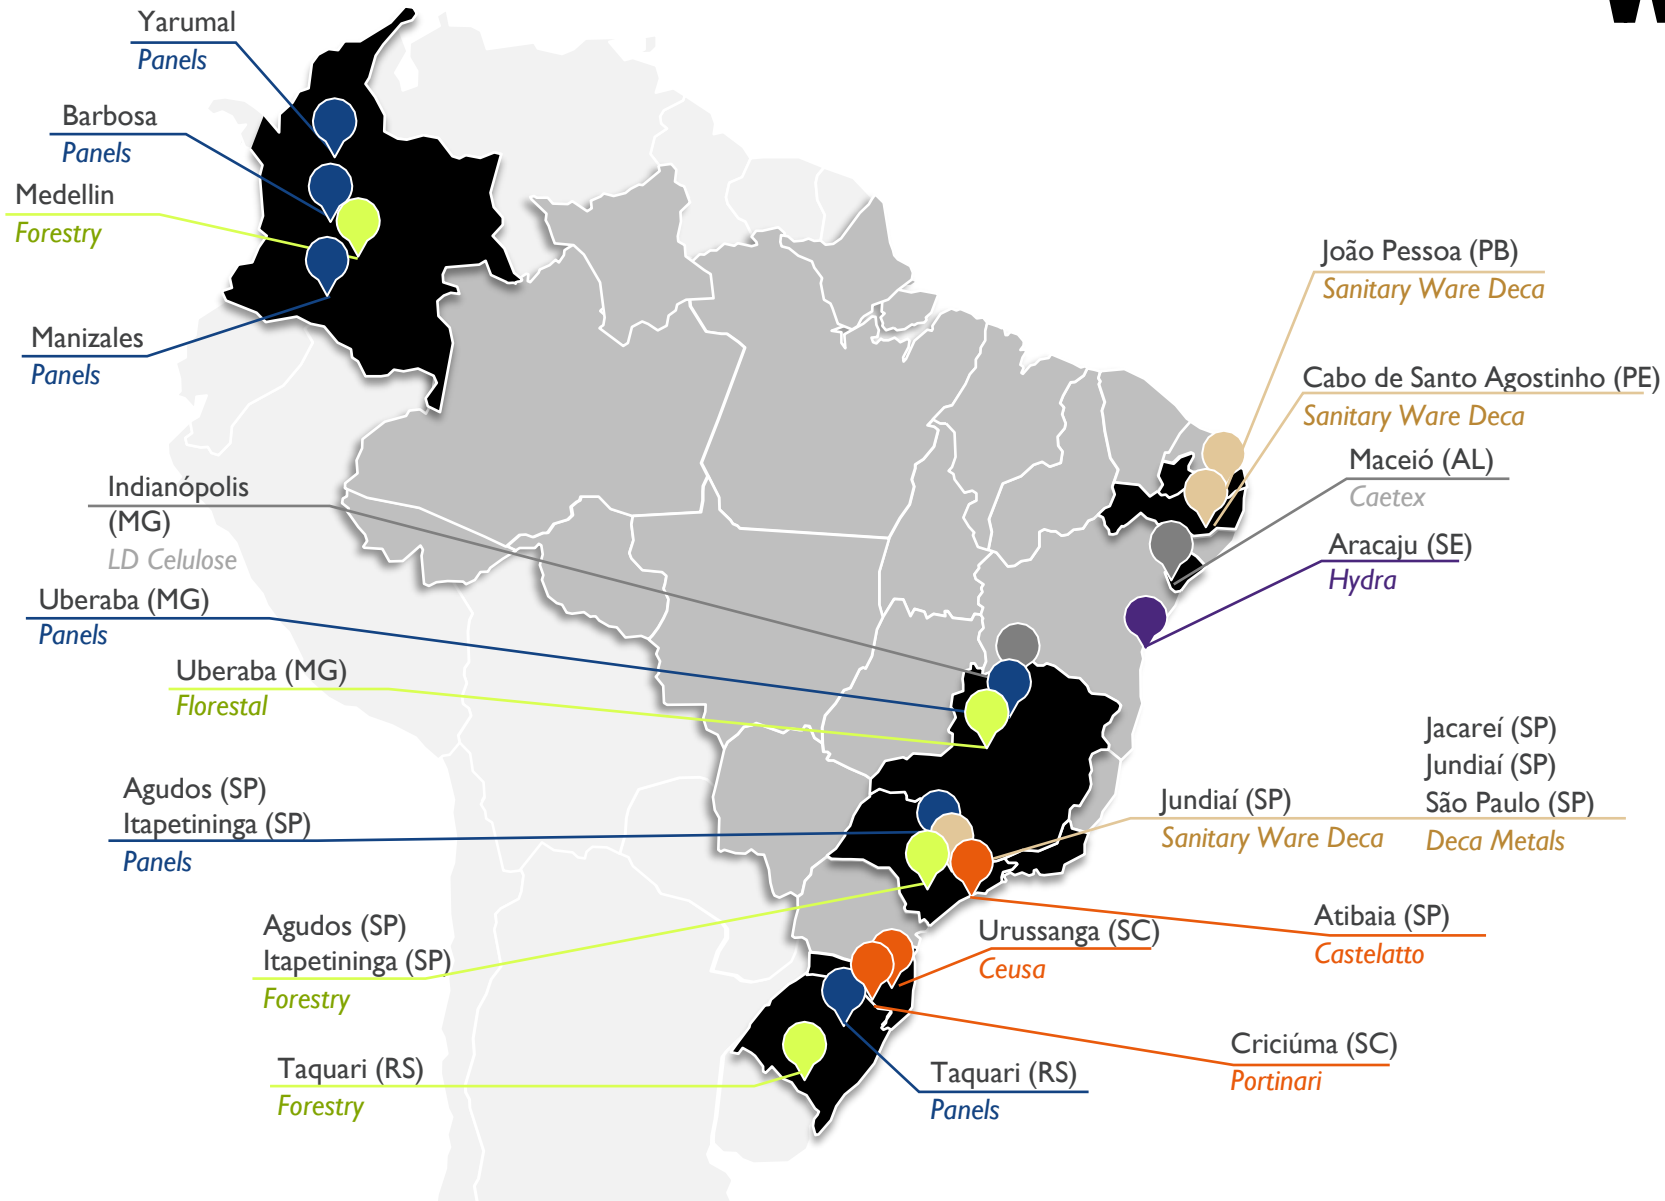 Yarumal
Panels
Barbosa
Panels
Medellin
Forestry
Manizales
Panels
João Pessoa (PB)
Sanitary Ware Deca
Cabo de Santo Agostinho (PE)
Sanitary Ware Deca
Maceió (AL)
Caetex
Aracaju (SE)
Hydra
Indianópolis
(MG)
LD Celulose
Uberaba (MG)
Panels
Uberaba (MG)
Florestal
Agudos (SP)
Itapetininga (SP)
Panels
Jundiaí (SP)
Sanitary Ware Deca
Jacareí (SP)
Jundiaí (SP)
São Paulo (SP)
Deca Metals
Agudos (SP)
Itapetininga (SP)
Forestry
Urussanga (SC)
Ceusa
Atibaia (SP)
Castelatto
Criciúma (SC)
Portinari
Taquari (RS)
Forestry
Taquari (RS)
Panels